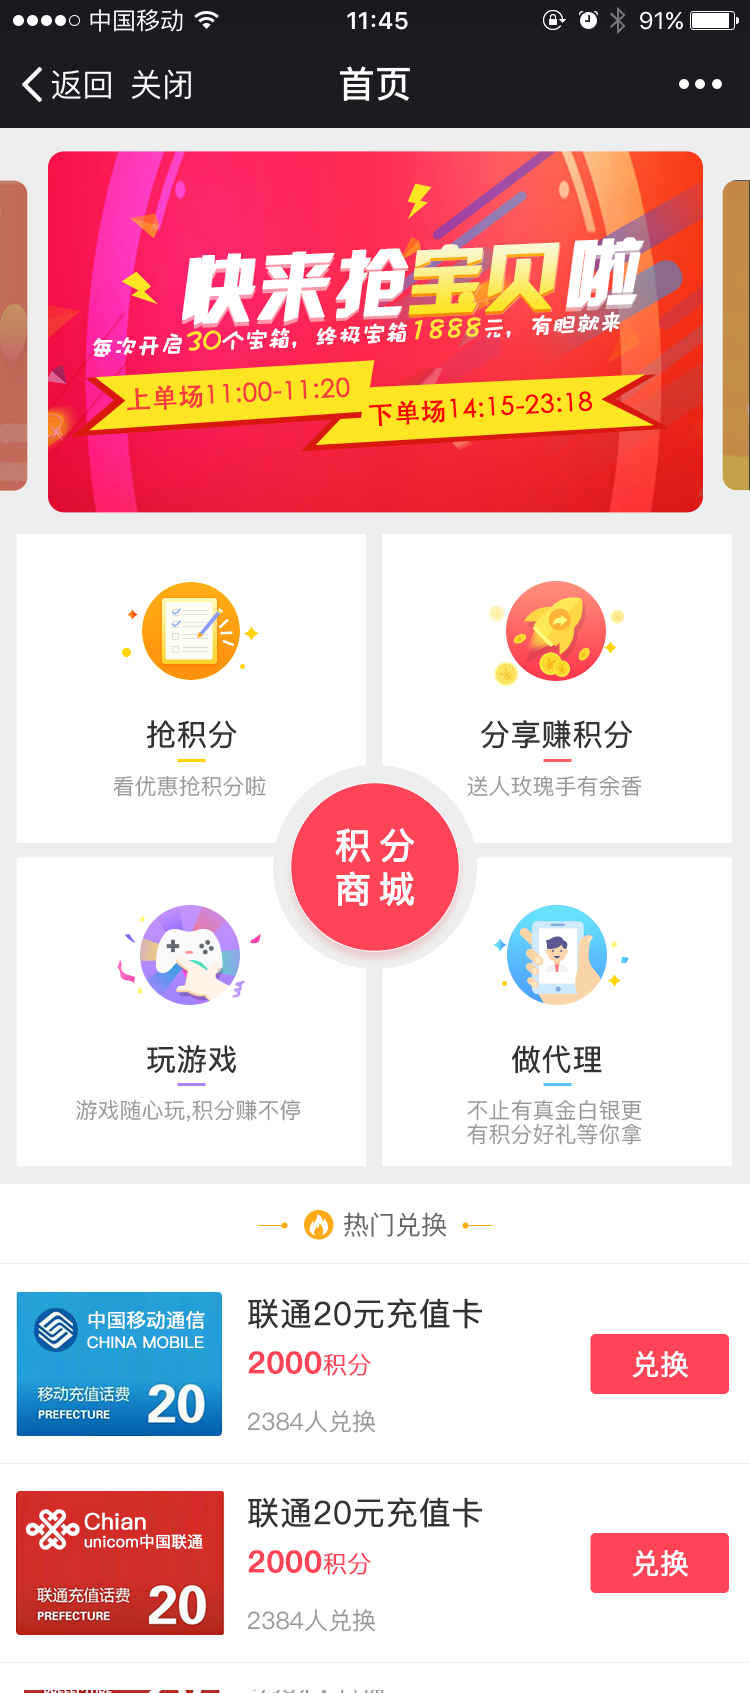 中国移动
11:45
91%
返回 关闭
首页
快来抢宝贝啦
每次开启30个宝箱，终极宝箱1888元，有胆就来
上单场11:00-11:20
下单场14:15-23:18
抢积分
看优惠抢积分啦
分享赚积分
送人玫瑰手有余香
积分
商城
玩游戏
游戏随心玩,积分赚不停
做代理
不止有真金白银更
有积分好礼等你拿
热门兑换
中国移动通信
CHINA MOBILE
移动充值话费
PREFECTURE
20
联通20元充值卡
2000积分
2384人兑换
兑换
Chian
unicom中国联通
联通充值话费
PREFECTURE
20
联通20元充值卡
2000积分
2384人兑换
兑换